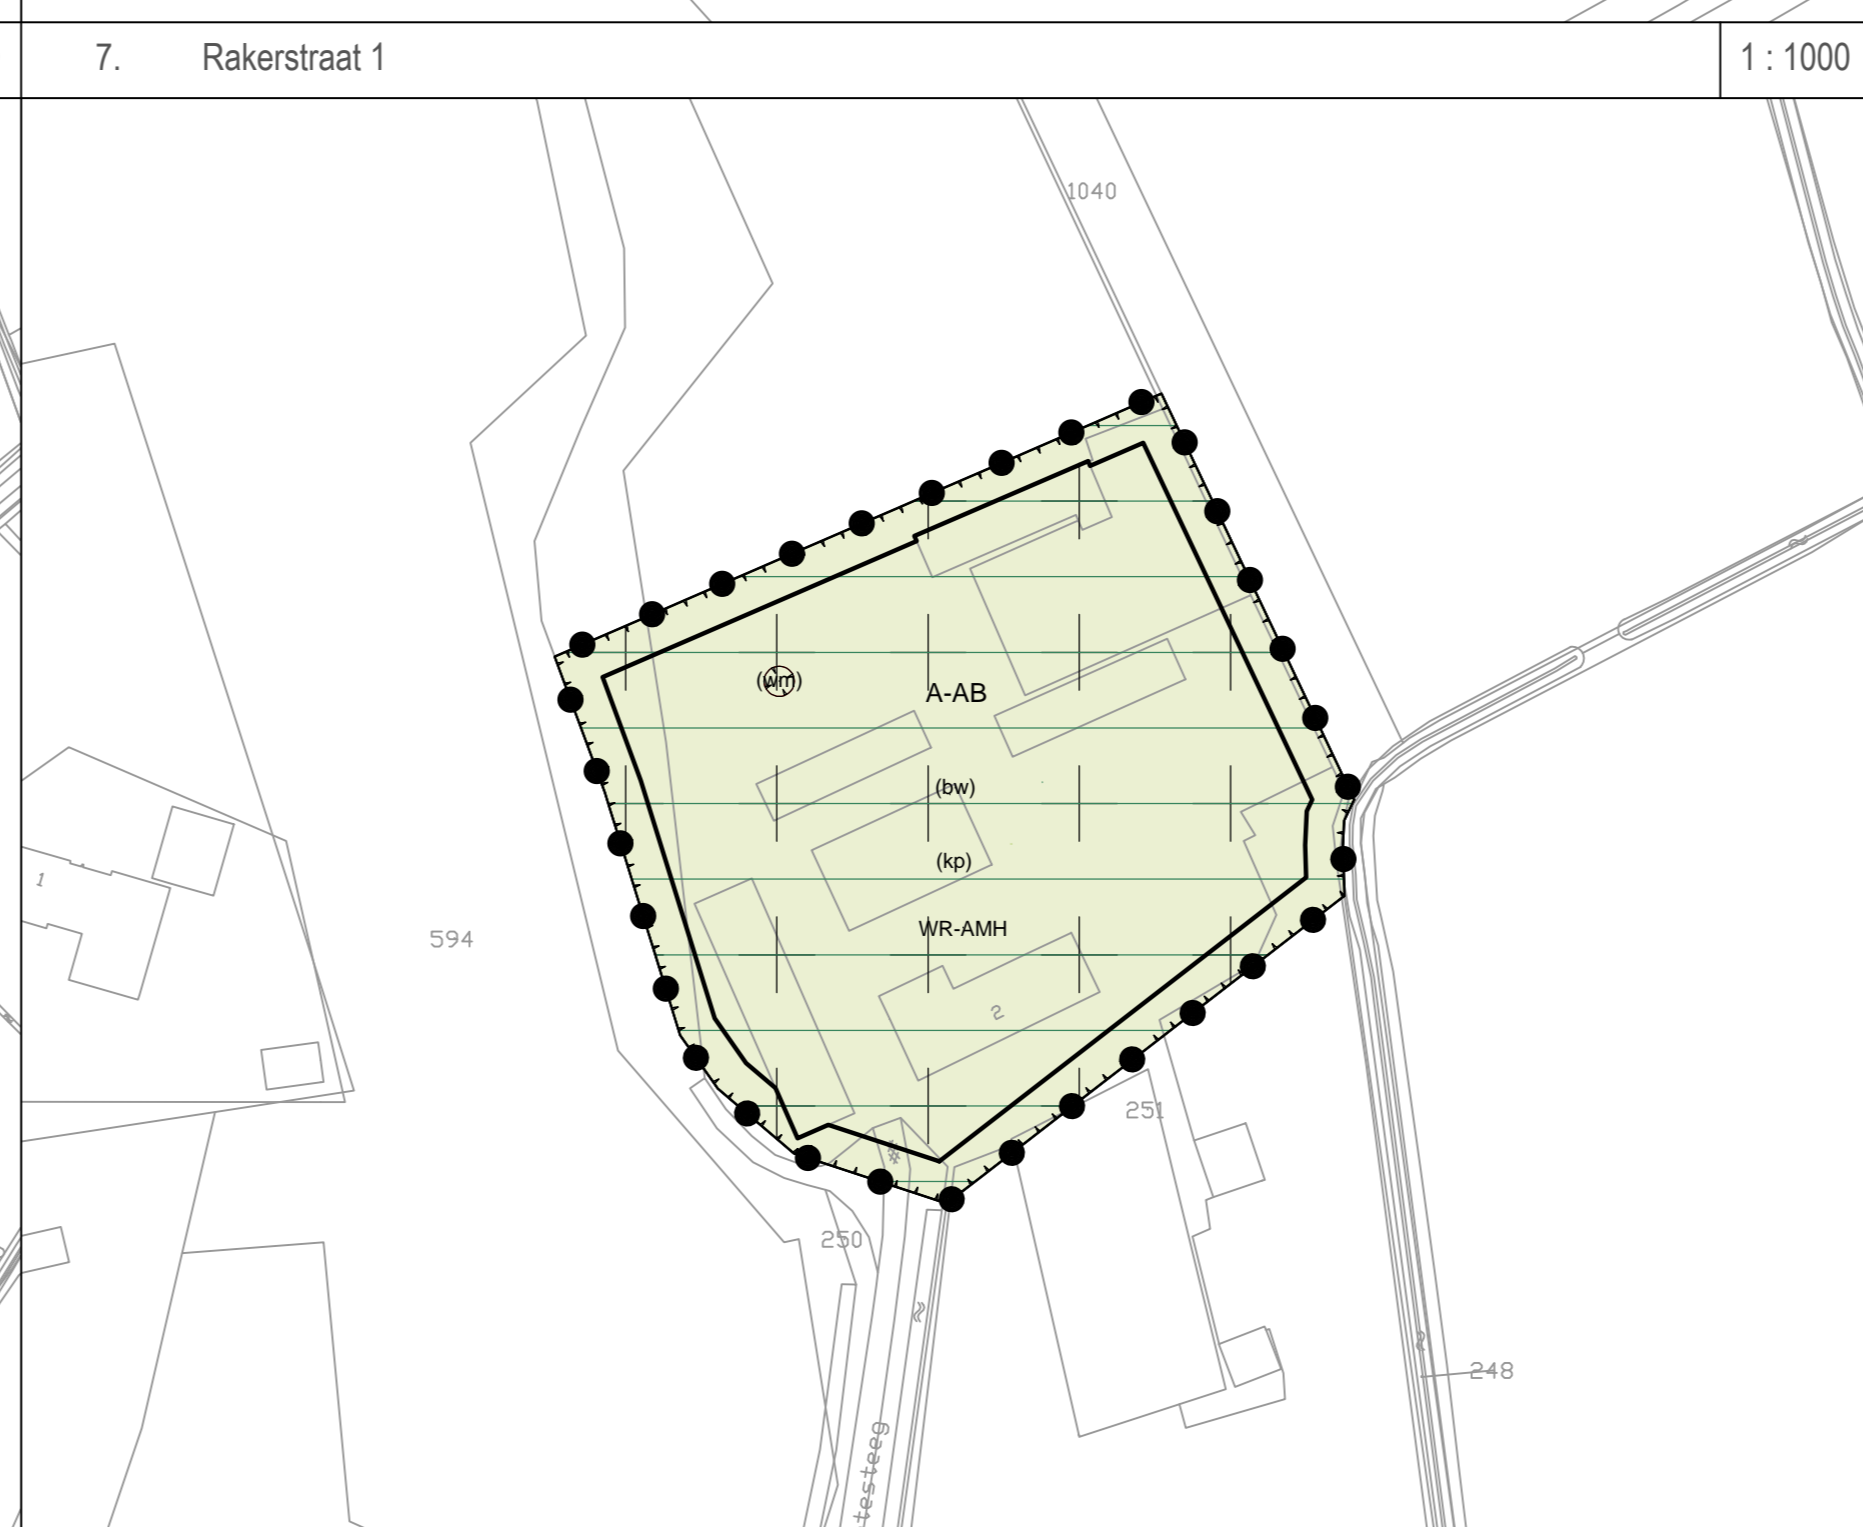 7. Rakerstraat 1 1 : 1000
1040
(wm)
A-AB
(bw)
(kp)
1
WR-AMH
594
2
251
250
248
testeeg